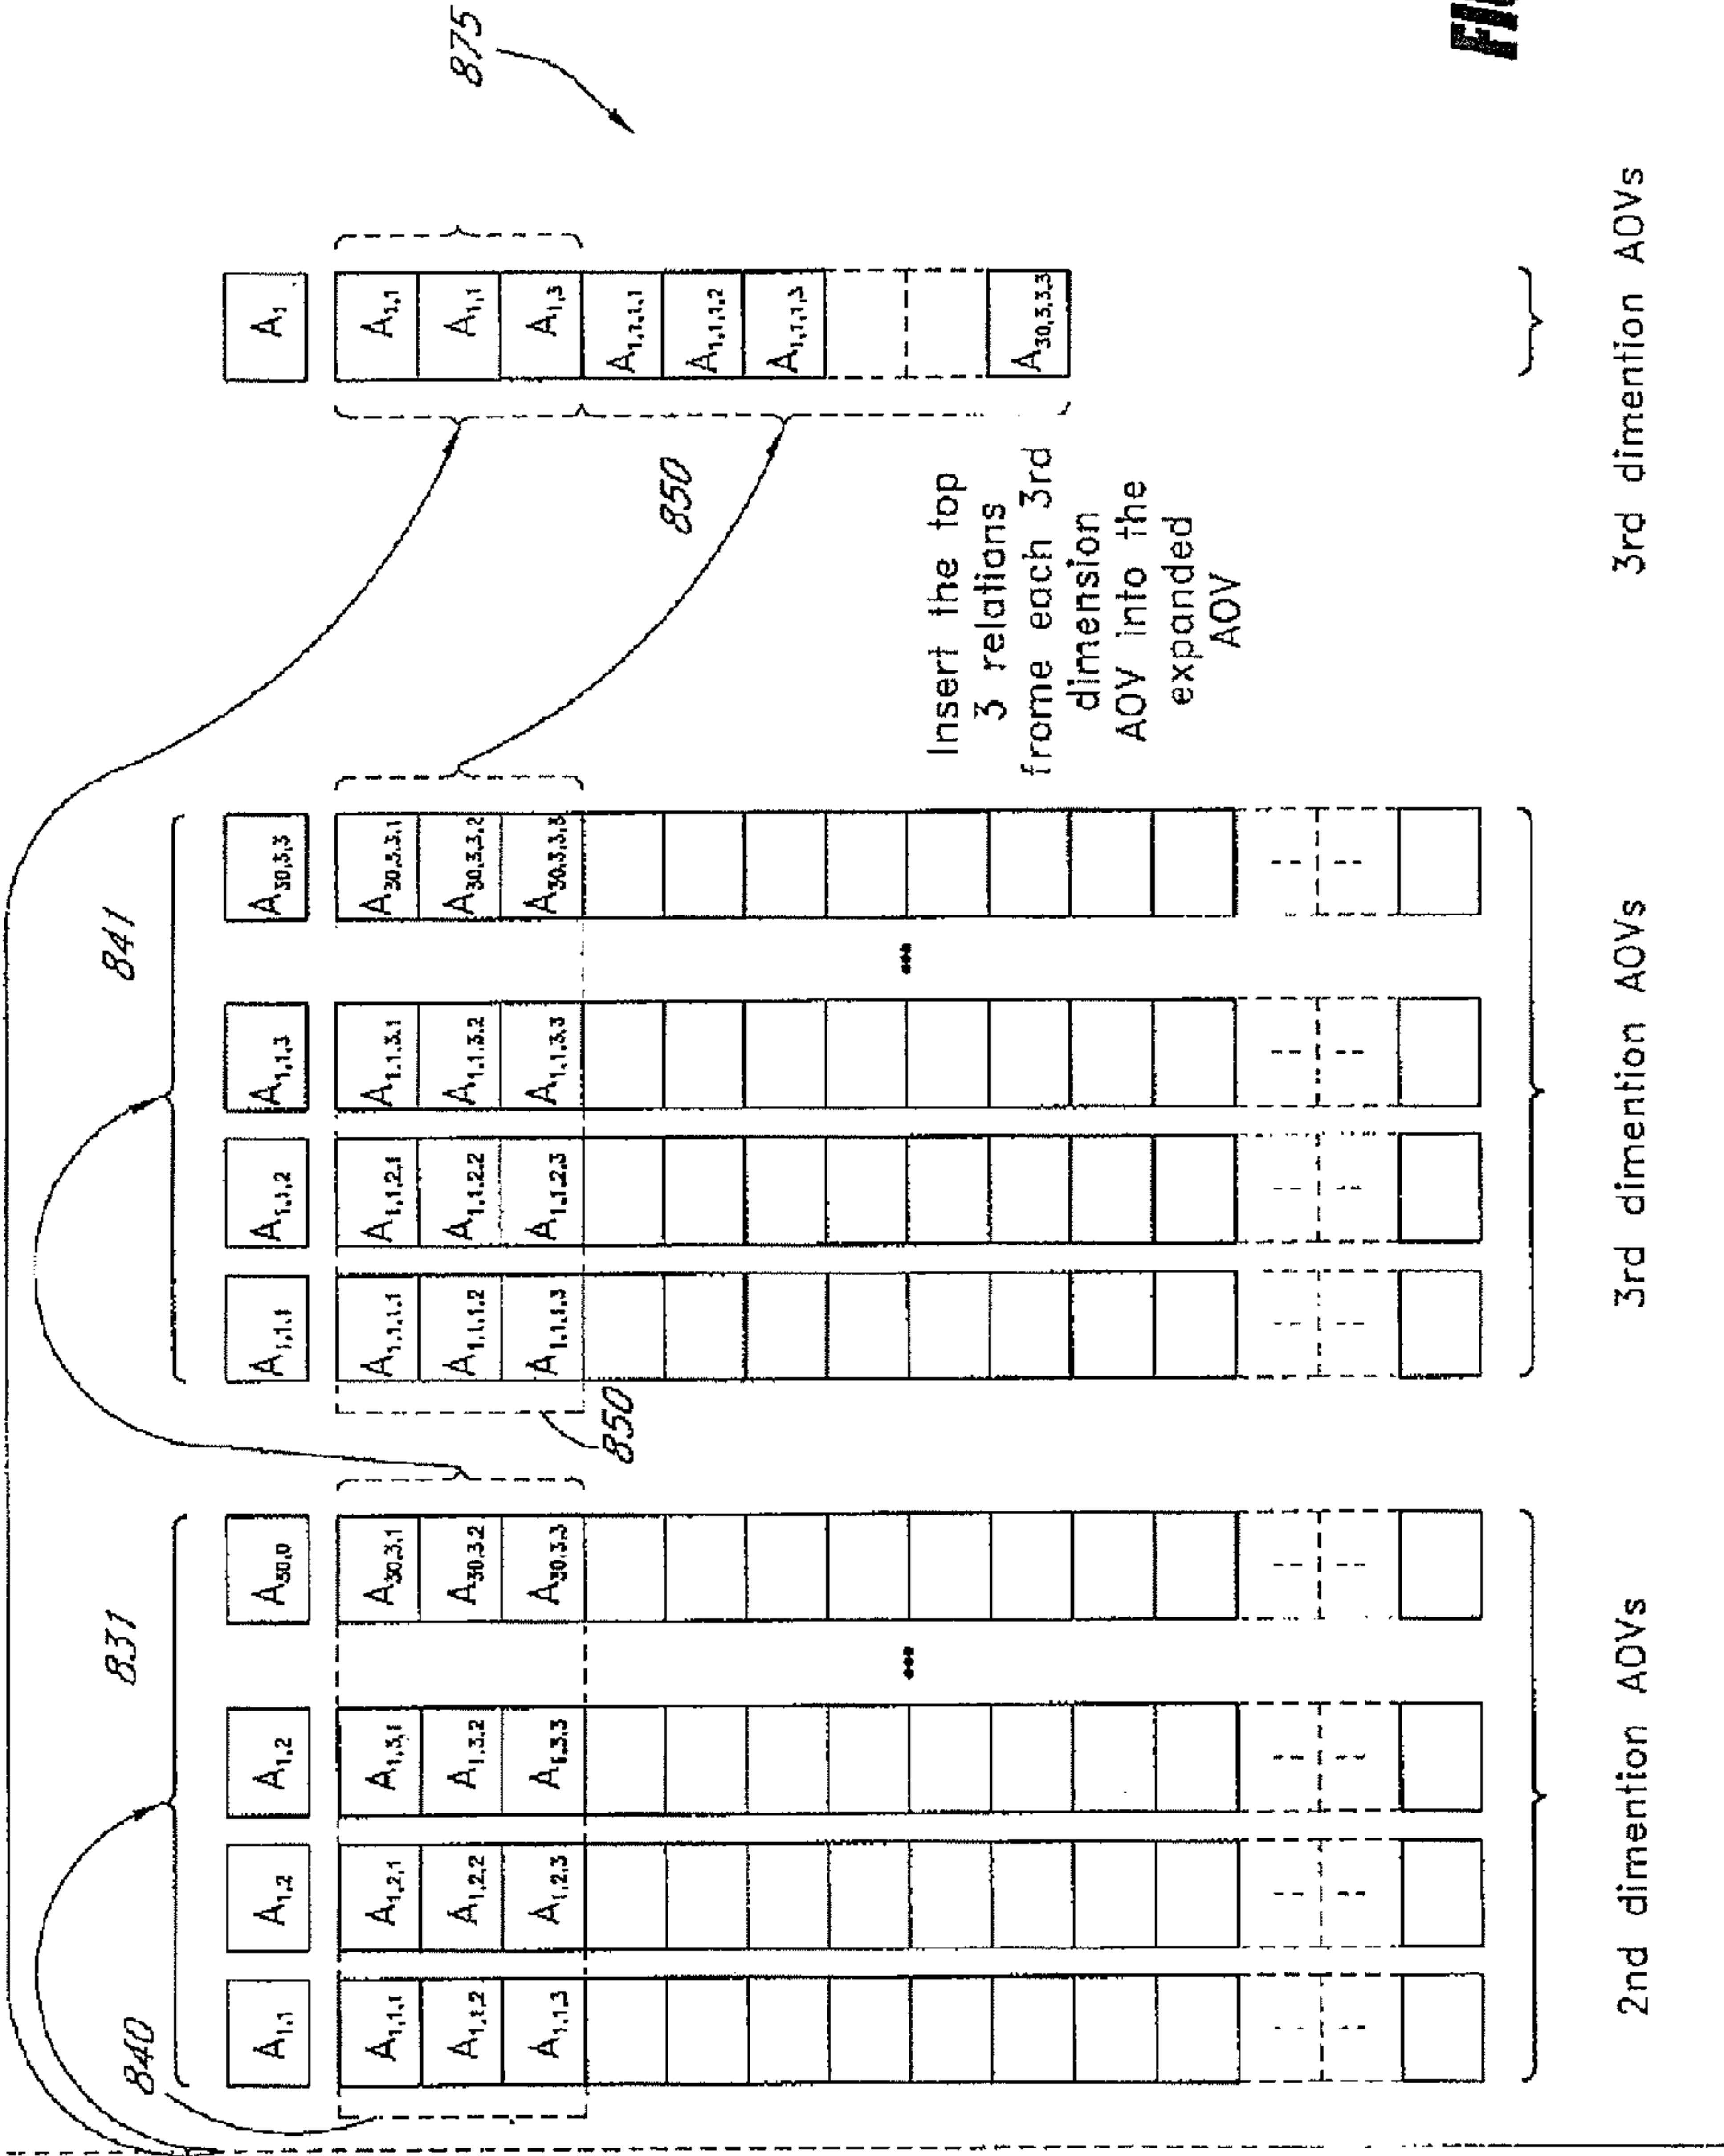 840
831
841
875
A1,1
A1,2
A1,2
A30,0
A1,1,1
A1,1,2
A1,1,3
A30,3,3
A1
A1,1,1
A1,2,1
A1,3,1
A30,3,1
A1,1,1,1
A1,1,2,1
A1,1,3,1
A30,3,3,1
A1,1
A1,1,2
A1,2,2
A1,3,2
A30,3,2
A1,1,1,2
A1,1,2,2
A1,1,3,2
A30,3,3,2
A1,1
A1,1,3
A1,2,3
A1,3,3
A30,3,3
A1,1,1,3
A1,1,2,3
A1,1,3,3
A30,3,3,3
A1,3
A1,1,1,1
A1,1,1,2
A1,1,1,3
A30,3,3,3
850
850
Insert the top
3 relations
frome each 3rd
dimension
AOV into the
expanded
AOV
2nd dimention AOVs
3rd dimention AOVs
3rd dimention AOVs